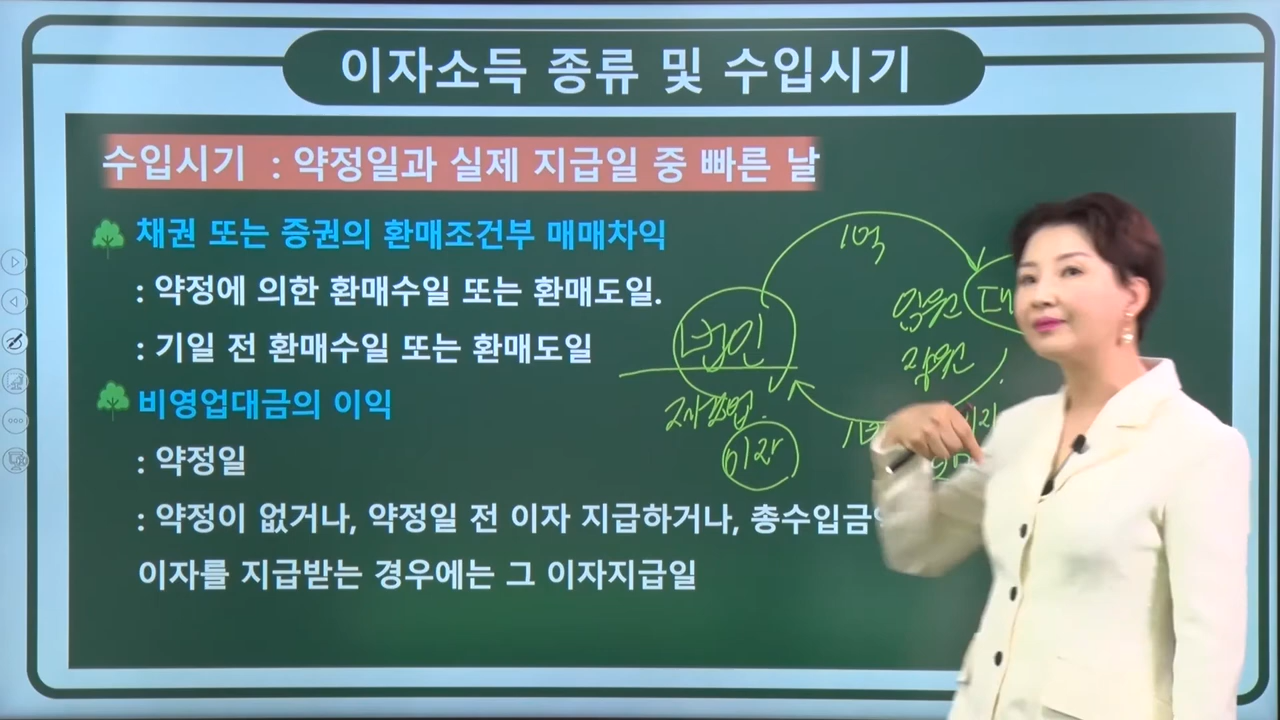 이자소득 종류 및 수입시기
수입시기 : 약정일과 실제 지급일 중 빠른 날
채권 또는 증권의 환매조건부 매매차익
: 약정에 의한 환매수일 또는 환매도일.
: 기일 전 환매수일 또는 환매도일
비영업대금의 이익
: 약정일
: 약정이 없거나, 약정일 전 이자 지급하거나, 총수입금
이자를 지급받는 경우에는 그 이자지급일
1억
법인
임원
직원
이자